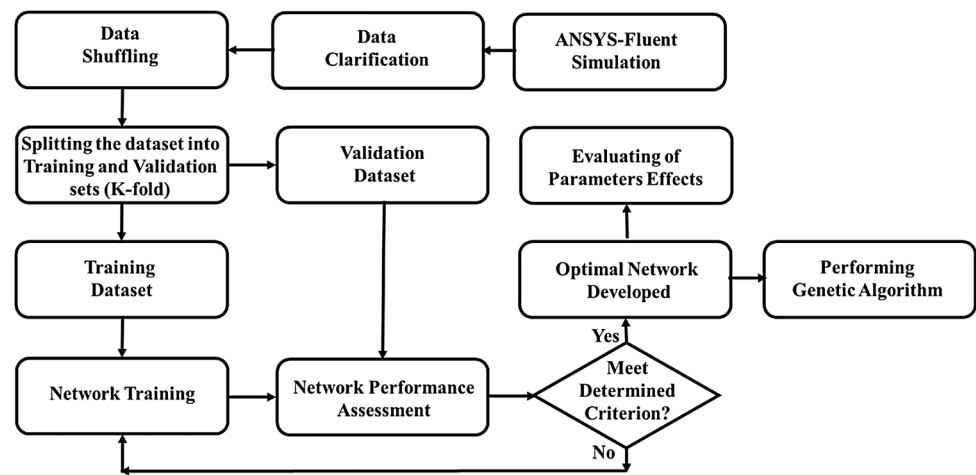 Data
Shuffling
Data
Clarification
ANSYS-Fluent
Simulation
Splitting the dataset into
Training and Validation
sets (K-fold)
Validation
Dataset
Evaluating of
Parameters Effects
Training
Dataset
Optimal Network
Developed
Performing
Genetic Algorithm
Yes
Network Training
Network Performance
Assessment
Meet
Determined
Criterion?
No